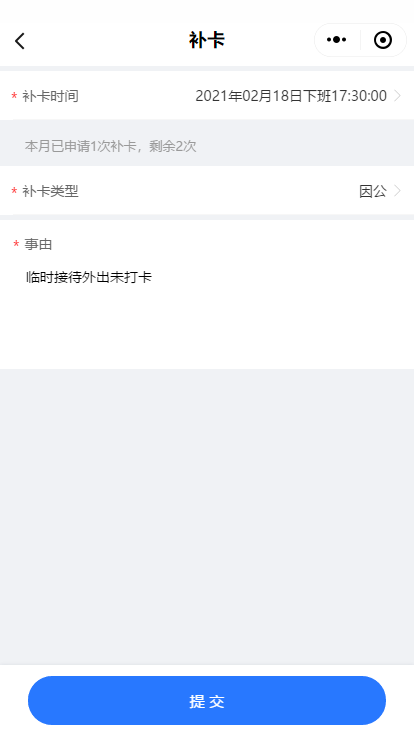 补卡
* 补卡时间 2021年02月18日下班17:30:00
本月已申请1次补卡，剩余2次
* 补卡类型 因公
* 事由
临时接待外出未打卡
提交